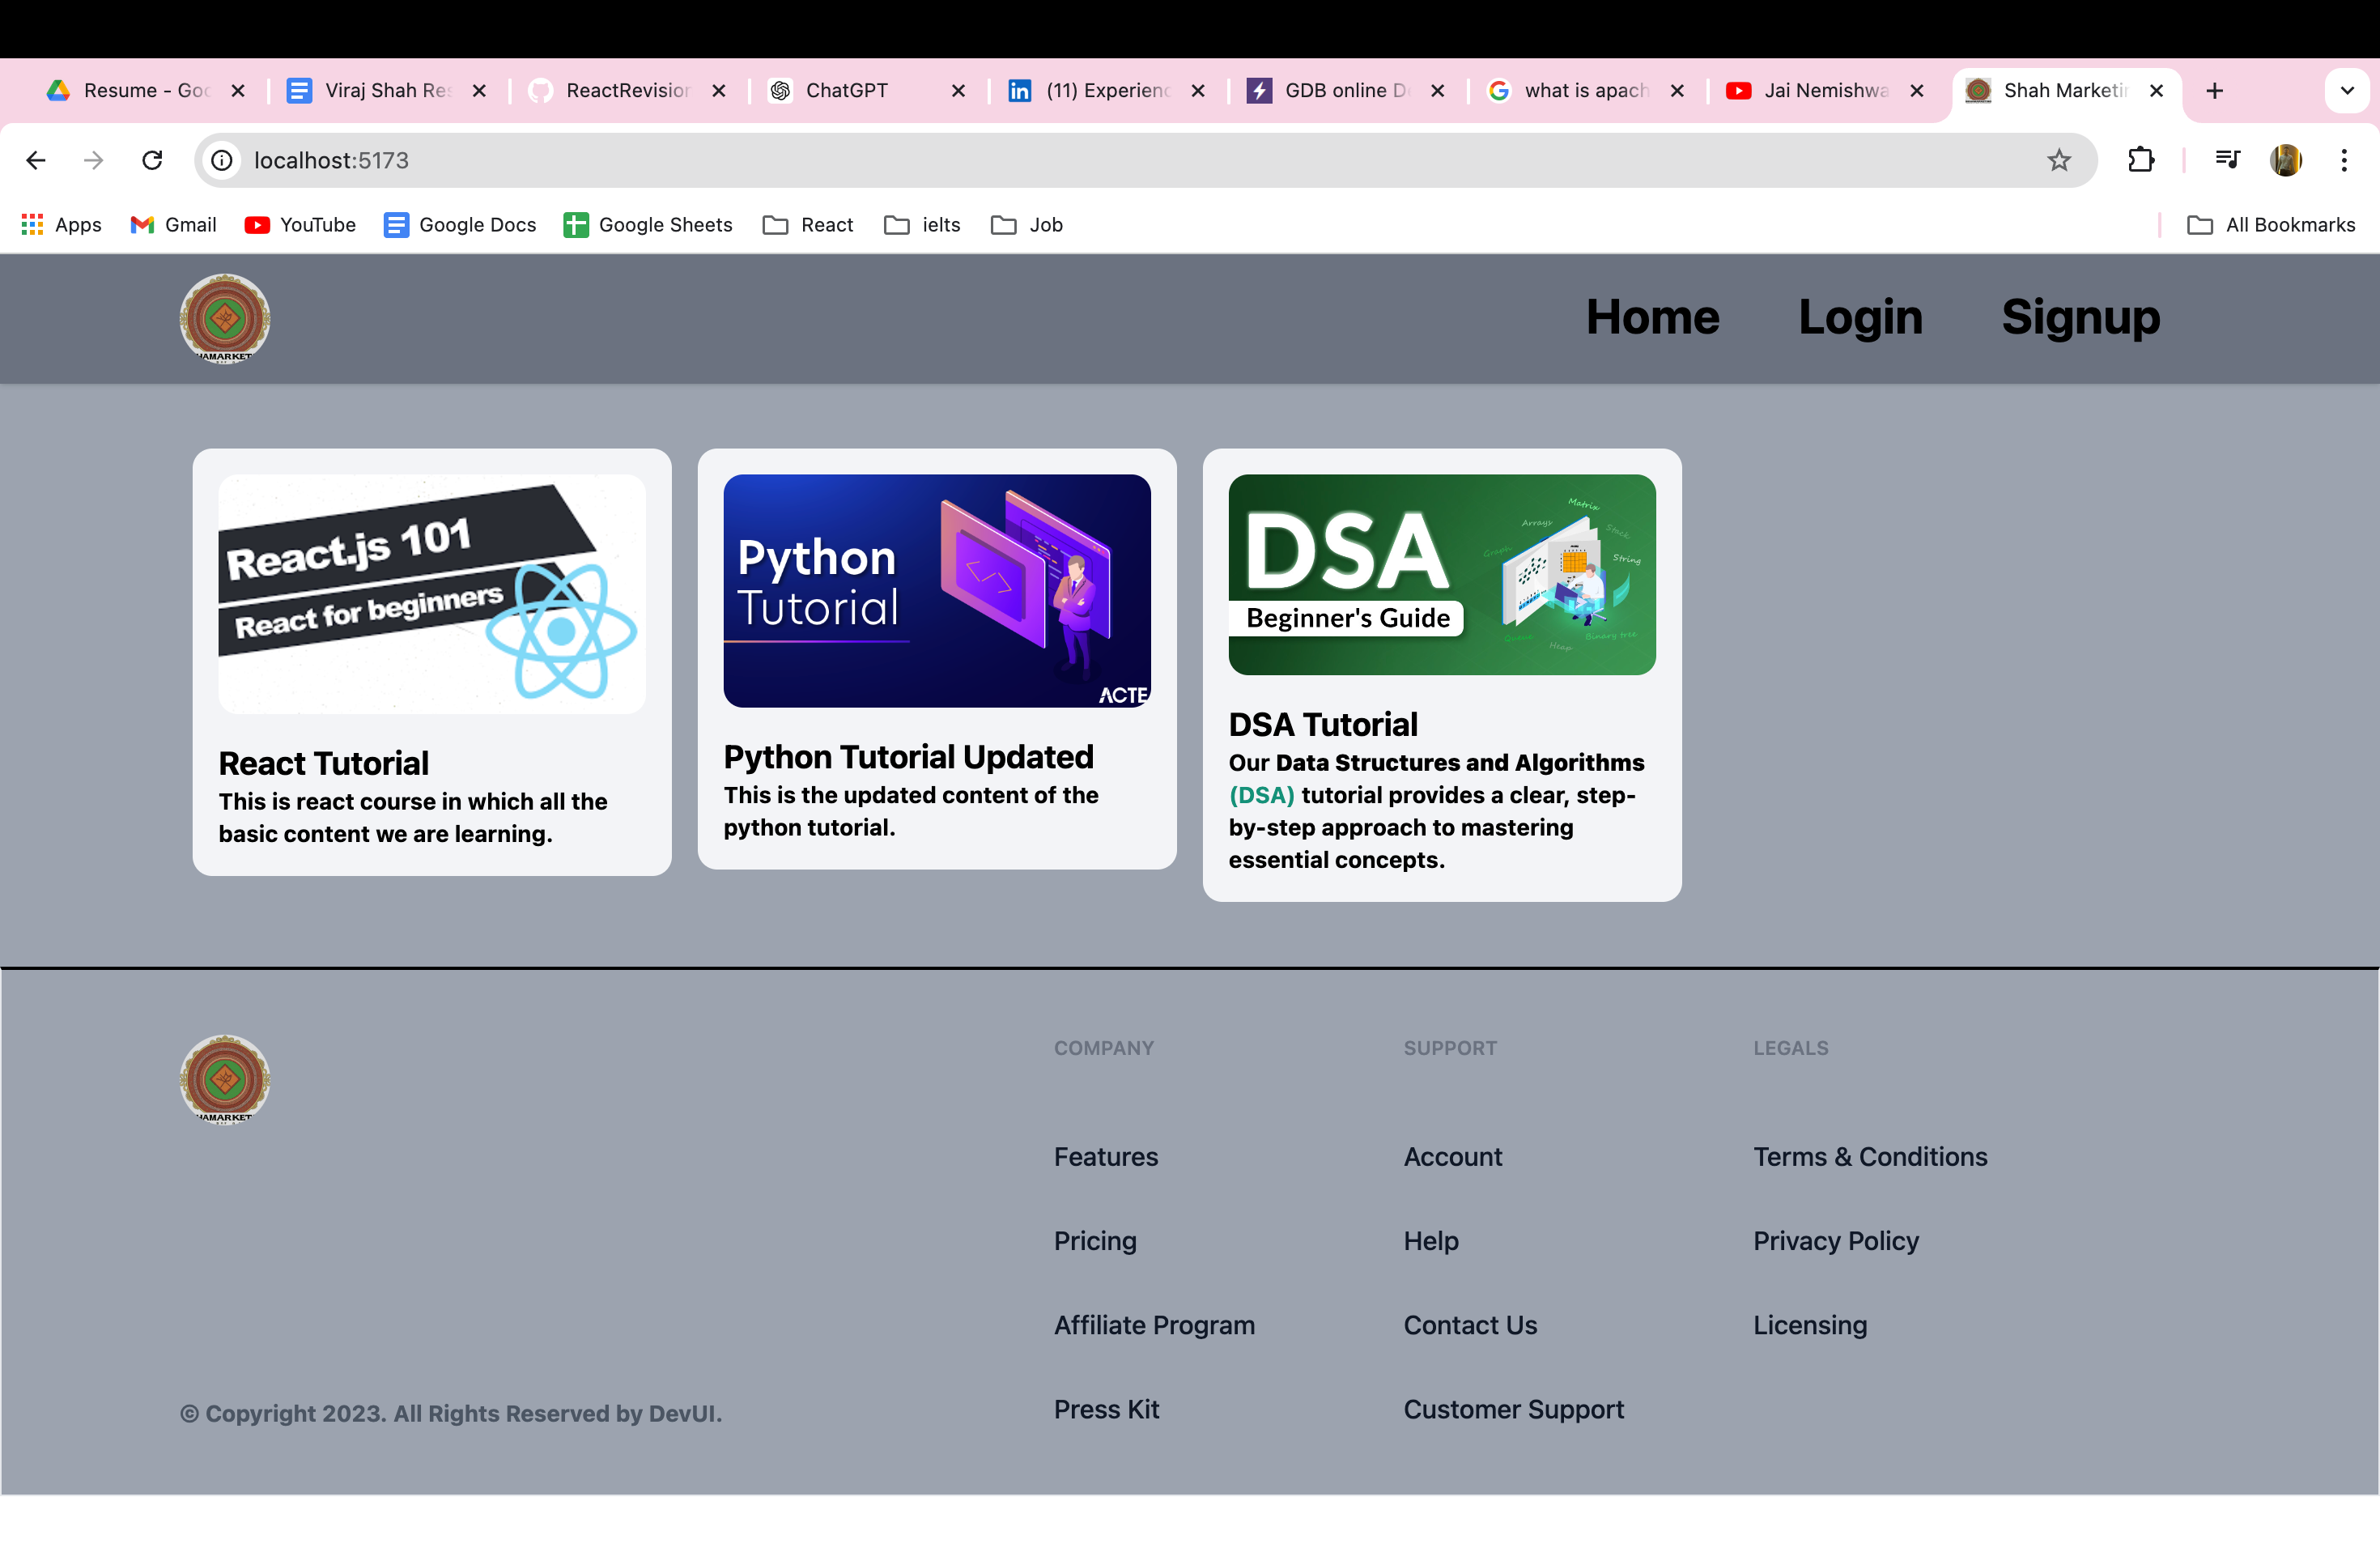 Resume - Goo
Viraj Shah Res
ReactRevision
ChatGPT
(11) Experienc
GDB online De
what is apach
Jai Nemishwa
Shah Marketin
localhost:5173
Apps
Gmail
YouTube
Google Docs
Google Sheets
React
ielts
Job
All Bookmarks
HAMARKET
Home
Login
Signup
React.js 101
React for beginners
React Tutorial
This is react course in which all the
basic content we are learning.
Python
Tutorial
</>
ACTE
Python Tutorial Updated
This is the updated content of the
python tutorial.
DSA
Beginner's Guide
Matrix
Arrays
Stack
Graph
String
Queue
Binary tree
Heap
DSA Tutorial
Our Data Structures and Algorithms
(DSA) tutorial provides a clear, step-
by-step approach to mastering
essential concepts.
HAMARKET
© Copyright 2023. All Rights Reserved by DevUI.
COMPANY
Features
Pricing
Affiliate Program
Press Kit
SUPPORT
Account
Help
Contact Us
Customer Support
LEGALS
Terms & Conditions
Privacy Policy
Licensing